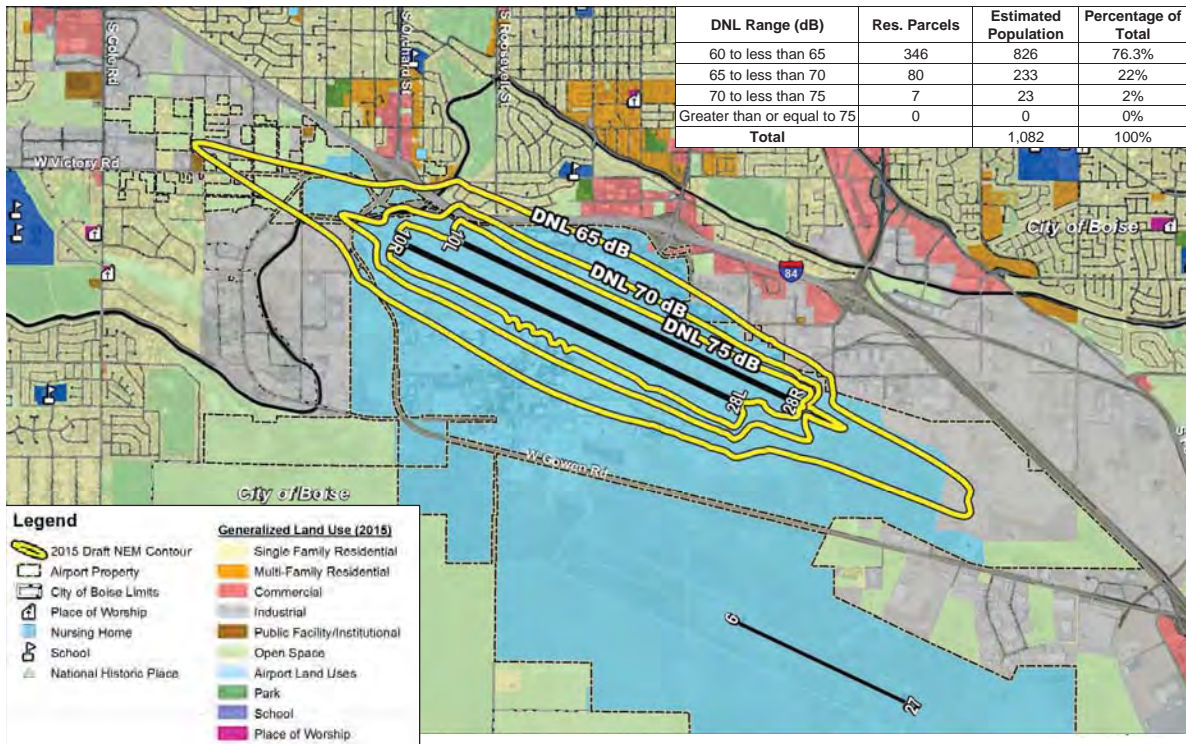 DNL Range (dB) Res. Parcels Estimated Population Percentage of Total
60 to less than 65 346 826 76.3%
65 to less than 70 80 233 22%
70 to less than 75 7 23 2%
Greater than or equal to 75 0 0 0%
Total 1,082 100%
S Cole Rd
S Orchard St
S Roosevelt St
W Victory Rd
City of Boise
84
DNL 65 dB
DNL 70 dB
DNL 75 dB
10R
10L
28L
28R
W Gowen Rd
City of Boise
6
27
Legend
2015 Draft NEM Contour
Airport Property
City of Boise Limits
Place of Worship
Nursing Home
School
National Historic Place
Generalized Land Use (2015)
Single Family Residential
Multi-Family Residential
Commercial
Industrial
Public Facility/Institutional
Open Space
Airport Land Uses
Park
School
Place of Worship